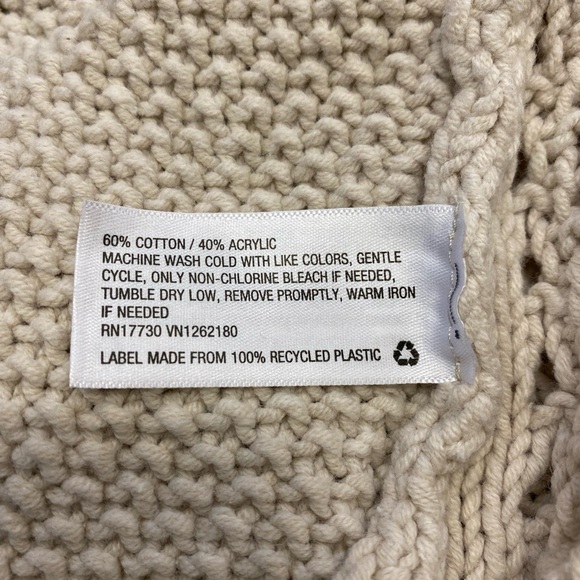 60% COTTON / 40% ACRYLIC
MACHINE WASH COLD WITH LIKE COLORS, GENTLE
CYCLE, ONLY NON-CHLORINE BLEACH IF NEEDED,
TUMBLE DRY LOW, REMOVE PROMPTLY, WARM IRON
IF NEEDED
RN17730 VN1262180
LABEL MADE FROM 100% RECYCLED PLASTIC